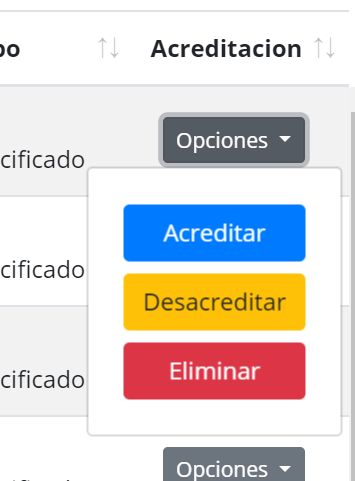 po Acreditacion
Opciones
cificado
Acreditar
cificado
Desacreditar
Eliminar
cificado
Opciones